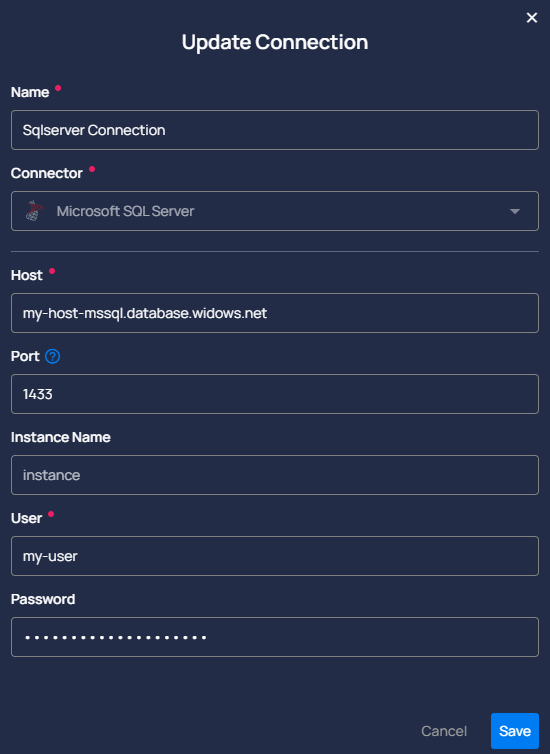 Update Connection
Name
Sqlserver Connection
Connector
Microsoft SQL Server
Host
my-host-mssql.database.widows.net
Port
1433
Instance Name
instance
User
my-user
Password
••••••••••••••••••••
Cancel Save